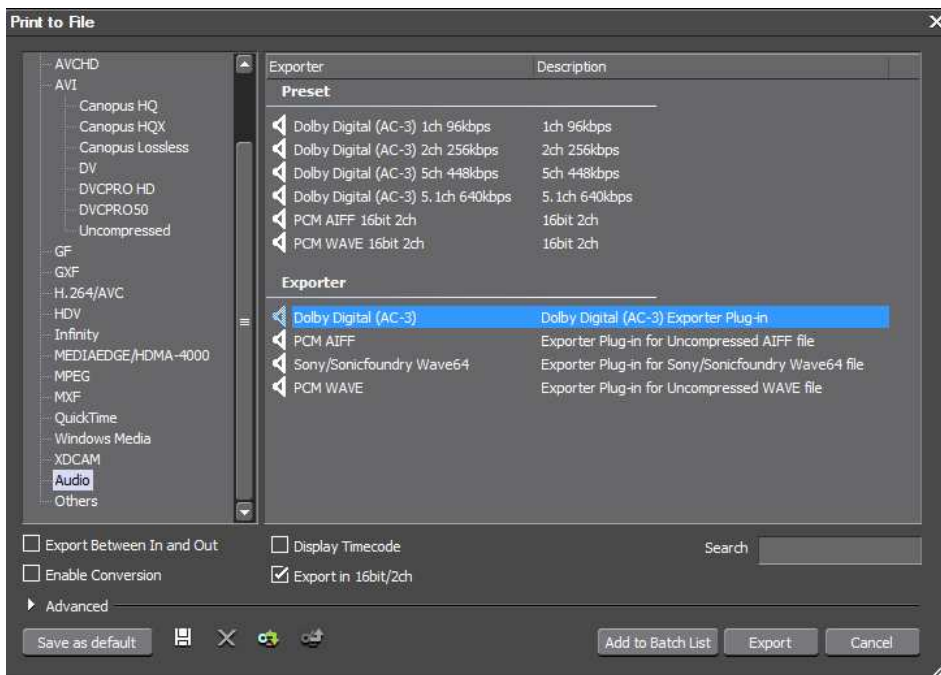 Print to File
AVCHD
AVI
Canopus HQ
Canopus HQX
Canopus Lossless
DV
DVCPRO HD
DVCPRO50
Uncompressed
GF
GXF
H.264/AVC
HDV
Infinity
MEDIAEDGE/HDMA-4000
MPEG
MXF
QuickTime
Windows Media
XDCAM
Audio
Others
Exporter Description
Preset
Dolby Digital (AC-3) 1ch 96kbps 1ch 96kbps
Dolby Digital (AC-3) 2ch 256kbps 2ch 256kbps
Dolby Digital (AC-3) 5ch 448kbps 5ch 448kbps
Dolby Digital (AC-3) 5.1ch 640kbps 5.1ch 640kbps
PCM AIFF 16bit 2ch 16bit 2ch
PCM WAVE 16bit 2ch 16bit 2ch
Exporter
Dolby Digital (AC-3) Dolby Digital (AC-3) Exporter Plug-in
PCM AIFF Exporter Plug-in for Uncompressed AIFF file
Sony/Sonicfoundry Wave64 Exporter Plug-in for Sony/Sonicfoundry Wave64 file
PCM WAVE Exporter Plug-in for Uncompressed WAVE file
Export Between In and Out Display Timecode Search
Enable Conversion Export in 16bit/2ch
Advanced
Save as default Add to Batch List Export Cancel